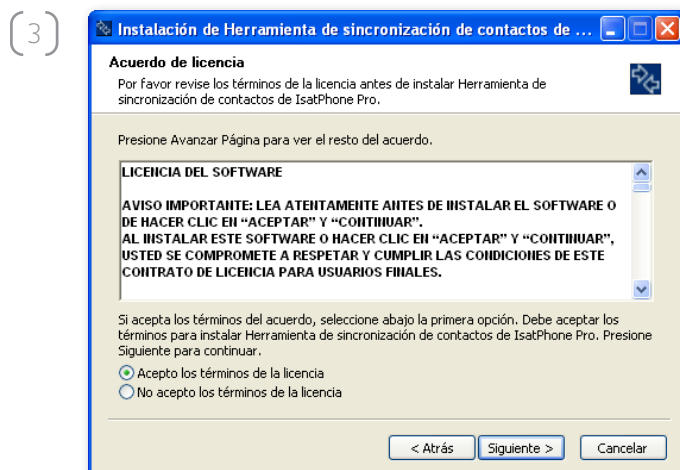 (3)
Instalación de Herramienta de sincronización de contactos de ...
Acuerdo de licencia
Por favor revise los términos de la licencia antes de instalar Herramienta de
sincronización de contactos de IsatPhone Pro.
Presione Avanzar Página para ver el resto del acuerdo.
LICENCIA DEL SOFTWARE
AVISO IMPORTANTE: LEA ATENTAMENTE ANTES DE INSTALAR EL SOFTWARE O
DE HACER CLIC EN “ACEPTAR” Y “CONTINUAR”.
AL INSTALAR ESTE SOFTWARE O HACER CLIC EN “ACEPTAR” Y “CONTINUAR”,
USTED SE COMPROMETE A RESPETAR Y CUMPLIR LAS CONDICIONES DE ESTE
CONTRATO DE LICENCIA PARA USUARIOS FINALES.
Si acepta los términos del acuerdo, seleccione abajo la primera opción. Debe aceptar los
términos para instalar Herramienta de sincronización de contactos de IsatPhone Pro. Presione
Siguiente para continuar.
Acepto los términos de la licencia
No acepto los términos de la licencia
< Atrás Siguiente > Cancelar